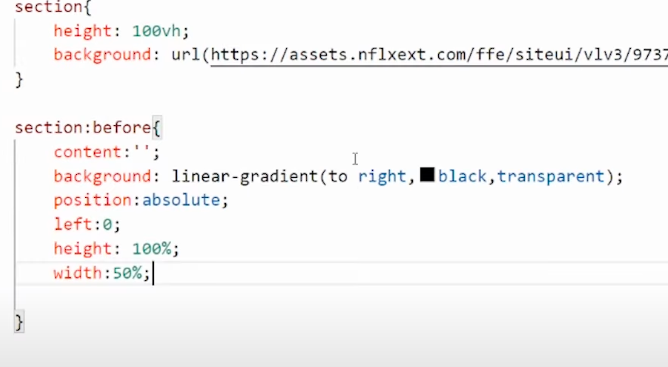 section{
height: 100vh;
background: url(https://assets.nflxext.com/ffe/siteui/vlv3/9737
}
section:before{
content:'';
background: linear-gradient(to right,black,transparent);
position:absolute;
left:0;
height: 100%;
width:50%;
}